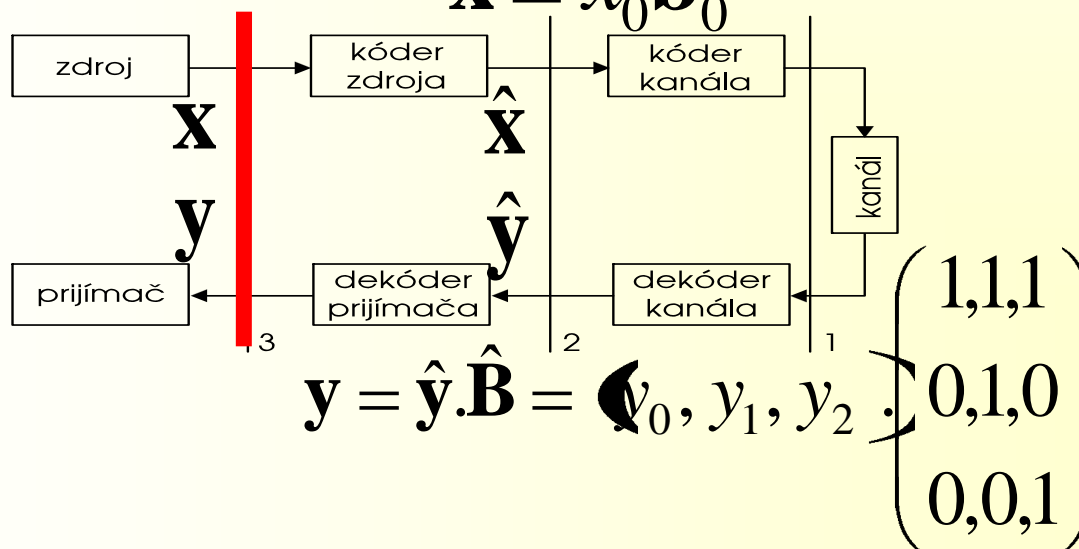 x = x₀B₀
zdroj
kóder
zdroja
kóder
kanála
x
x̂
kanál
y
ŷ
prijímač
dekóder
prijímača
dekóder
kanála
3
2
1
y = ŷ.B̂ = (y₀, y₁, y₂).
1,1,1
0,1,0
0,0,1